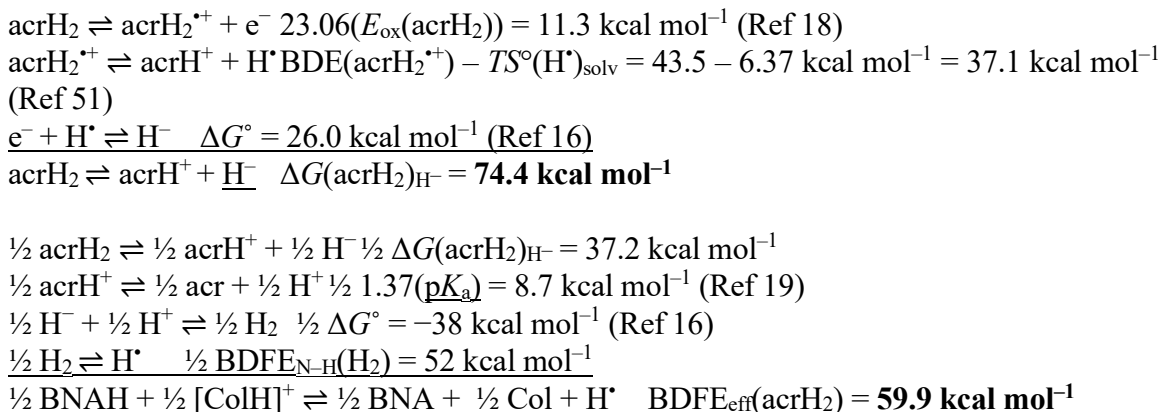 acrH₂ ⇌ acrH₂•⁺ + e⁻ 23.06(Eₒₓ(acrH₂)) = 11.3 kcal mol⁻¹ (Ref 18)
acrH₂•⁺ ⇌ acrH⁺ + H• BDE(acrH₂•⁺) – TS°(H•)ₛₒₗᵥ = 43.5 – 6.37 kcal mol⁻¹ = 37.1 kcal mol⁻¹
(Ref 51)
e⁻ + H• ⇌ H⁻ ΔG° = 26.0 kcal mol⁻¹ (Ref 16)
acrH₂ ⇌ acrH⁺ + H⁻ ΔG(acrH₂)H⁻ = 74.4 kcal mol⁻¹
½ acrH₂ ⇌ ½ acrH⁺ + ½ H⁻ ½ ΔG(acrH₂)H⁻ = 37.2 kcal mol⁻¹
½ acrH⁺ ⇌ ½ acr + ½ H⁺ ½ 1.37(pKₐ) = 8.7 kcal mol⁻¹ (Ref 19)
½ H⁻ + ½ H⁺ ⇌ ½ H₂ ½ ΔG° = −38 kcal mol⁻¹ (Ref 16)
½ H₂ ⇌ H• ½ BDFE_N–H(H₂) = 52 kcal mol⁻¹
½ BNAH + ½ [ColH]⁺ ⇌ ½ BNA + ½ Col + H• BDFE_eff(acrH₂) = 59.9 kcal mol⁻¹